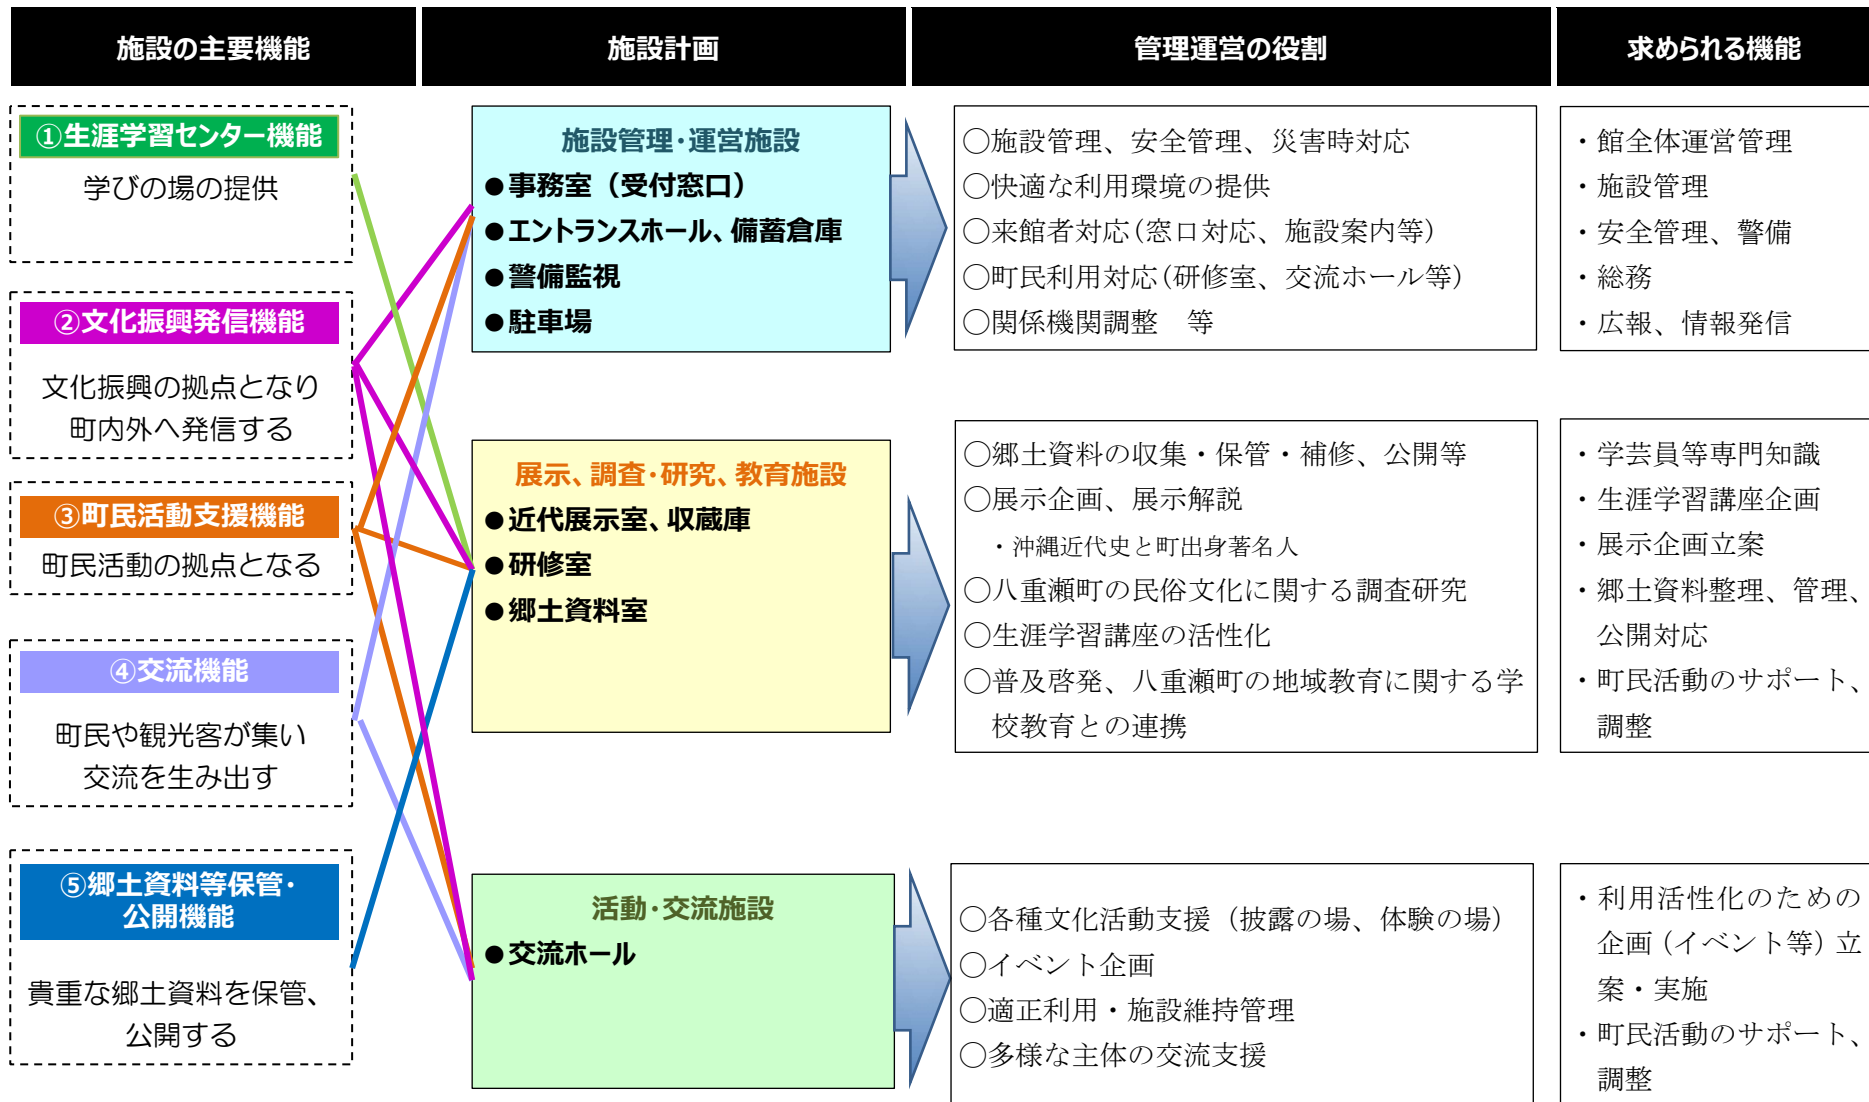 施設の主要機能
施設計画
管理運営の役割
求められる機能
①生涯学習センター機能
学びの場の提供
②文化振興発信機能
文化振興の拠点となり
町内外へ発信する
③町民活動支援機能
町民活動の拠点となる
④交流機能
町民や観光客が集い
交流を生み出す
⑤郷土資料等保管・
公開機能
貴重な郷土資料を保管、
公開する
施設管理・運営施設
●事務室（受付窓口）
●エントランスホール、備蓄倉庫
●警備監視
●駐車場
展示、調査・研究、教育施設
●近代展示室、収蔵庫
●研修室
●郷土資料室
活動・交流施設
●交流ホール
○施設管理、安全管理、災害時対応
○快適な利用環境の提供
○来館者対応（窓口対応、施設案内等）
○町民利用対応（研修室、交流ホール等）
○関係機関調整　等
○郷土資料の収集・保管・補修、公開等
○展示企画、展示解説
・沖縄近代史と町出身著名人
○八重瀬町の民俗文化に関する調査研究
○生涯学習講座の活性化
○普及啓発、八重瀬町の地域教育に関する学
校教育との連携
○各種文化活動支援（披露の場、体験の場）
○イベント企画
○適正利用・施設維持管理
○多様な主体の交流支援
・館全体運営管理
・施設管理
・安全管理、警備
・総務
・広報、情報発信
・学芸員等専門知識
・生涯学習講座企画
・展示企画立案
・郷土資料整理、管理、
公開対応
・町民活動のサポート、
調整
・利用活性化のための
企画（イベント等）立
案・実施
・町民活動のサポート、
調整